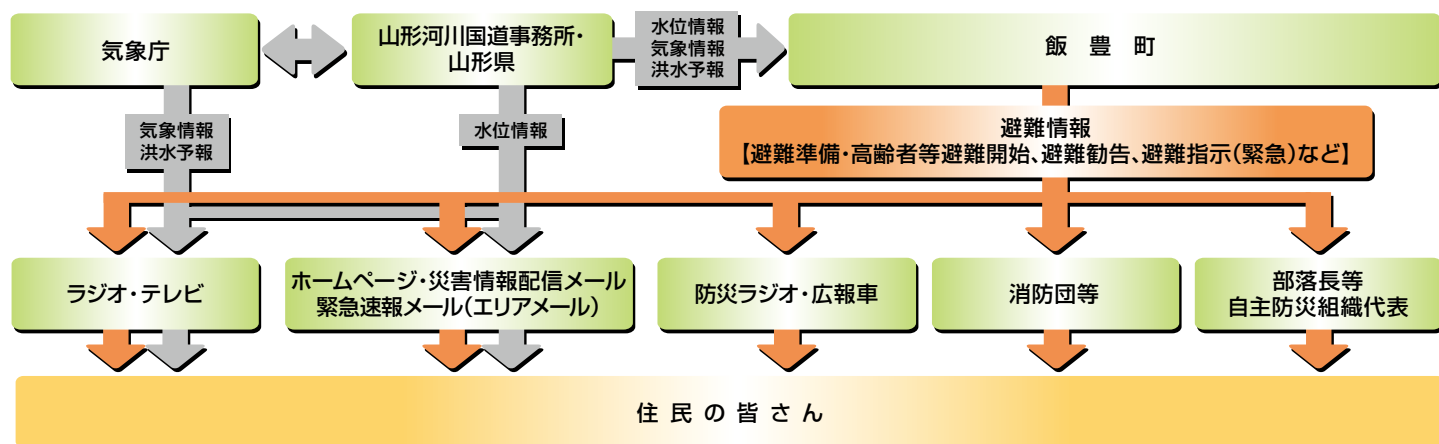 気象庁
山形河川国道事務所・
山形県
水位情報
気象情報
洪水予報
飯豊町
気象情報
洪水予報
水位情報
避難情報
【避難準備・高齢者等避難開始、避難勧告、避難指示(緊急)など】
ラジオ・テレビ
ホームページ・災害情報配信メール
緊急速報メール(エリアメール)
防災ラジオ・広報車
消防団等
部落長等
自主防災組織代表
住民の皆さん